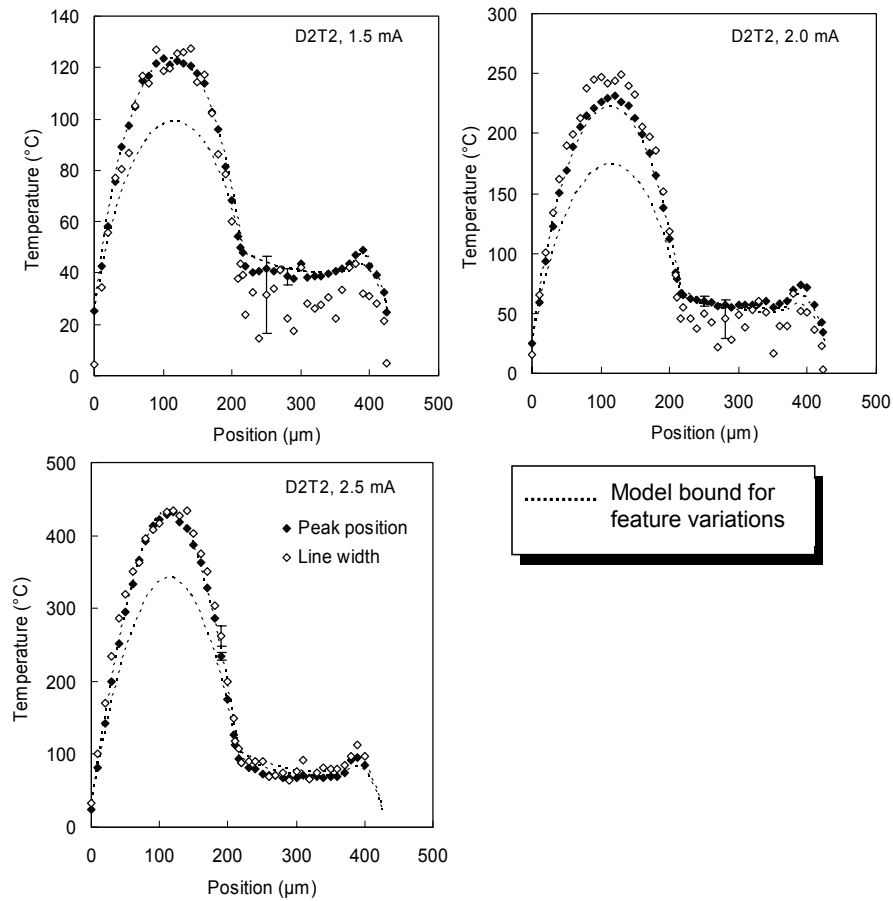 D2T2, 1.5 mA
140
120
100
80
60
40
20
0
Temperature (°C)
0 100 200 300 400 500
Position (µm)
D2T2, 2.0 mA
300
250
200
150
100
50
0
Temperature (°C)
0 100 200 300 400 500
Position (µm)
D2T2, 2.5 mA
Peak position
Line width
500
400
300
200
100
0
Temperature (°C)
0 100 200 300 400 500
Position (µm)
Model bound for
feature variations